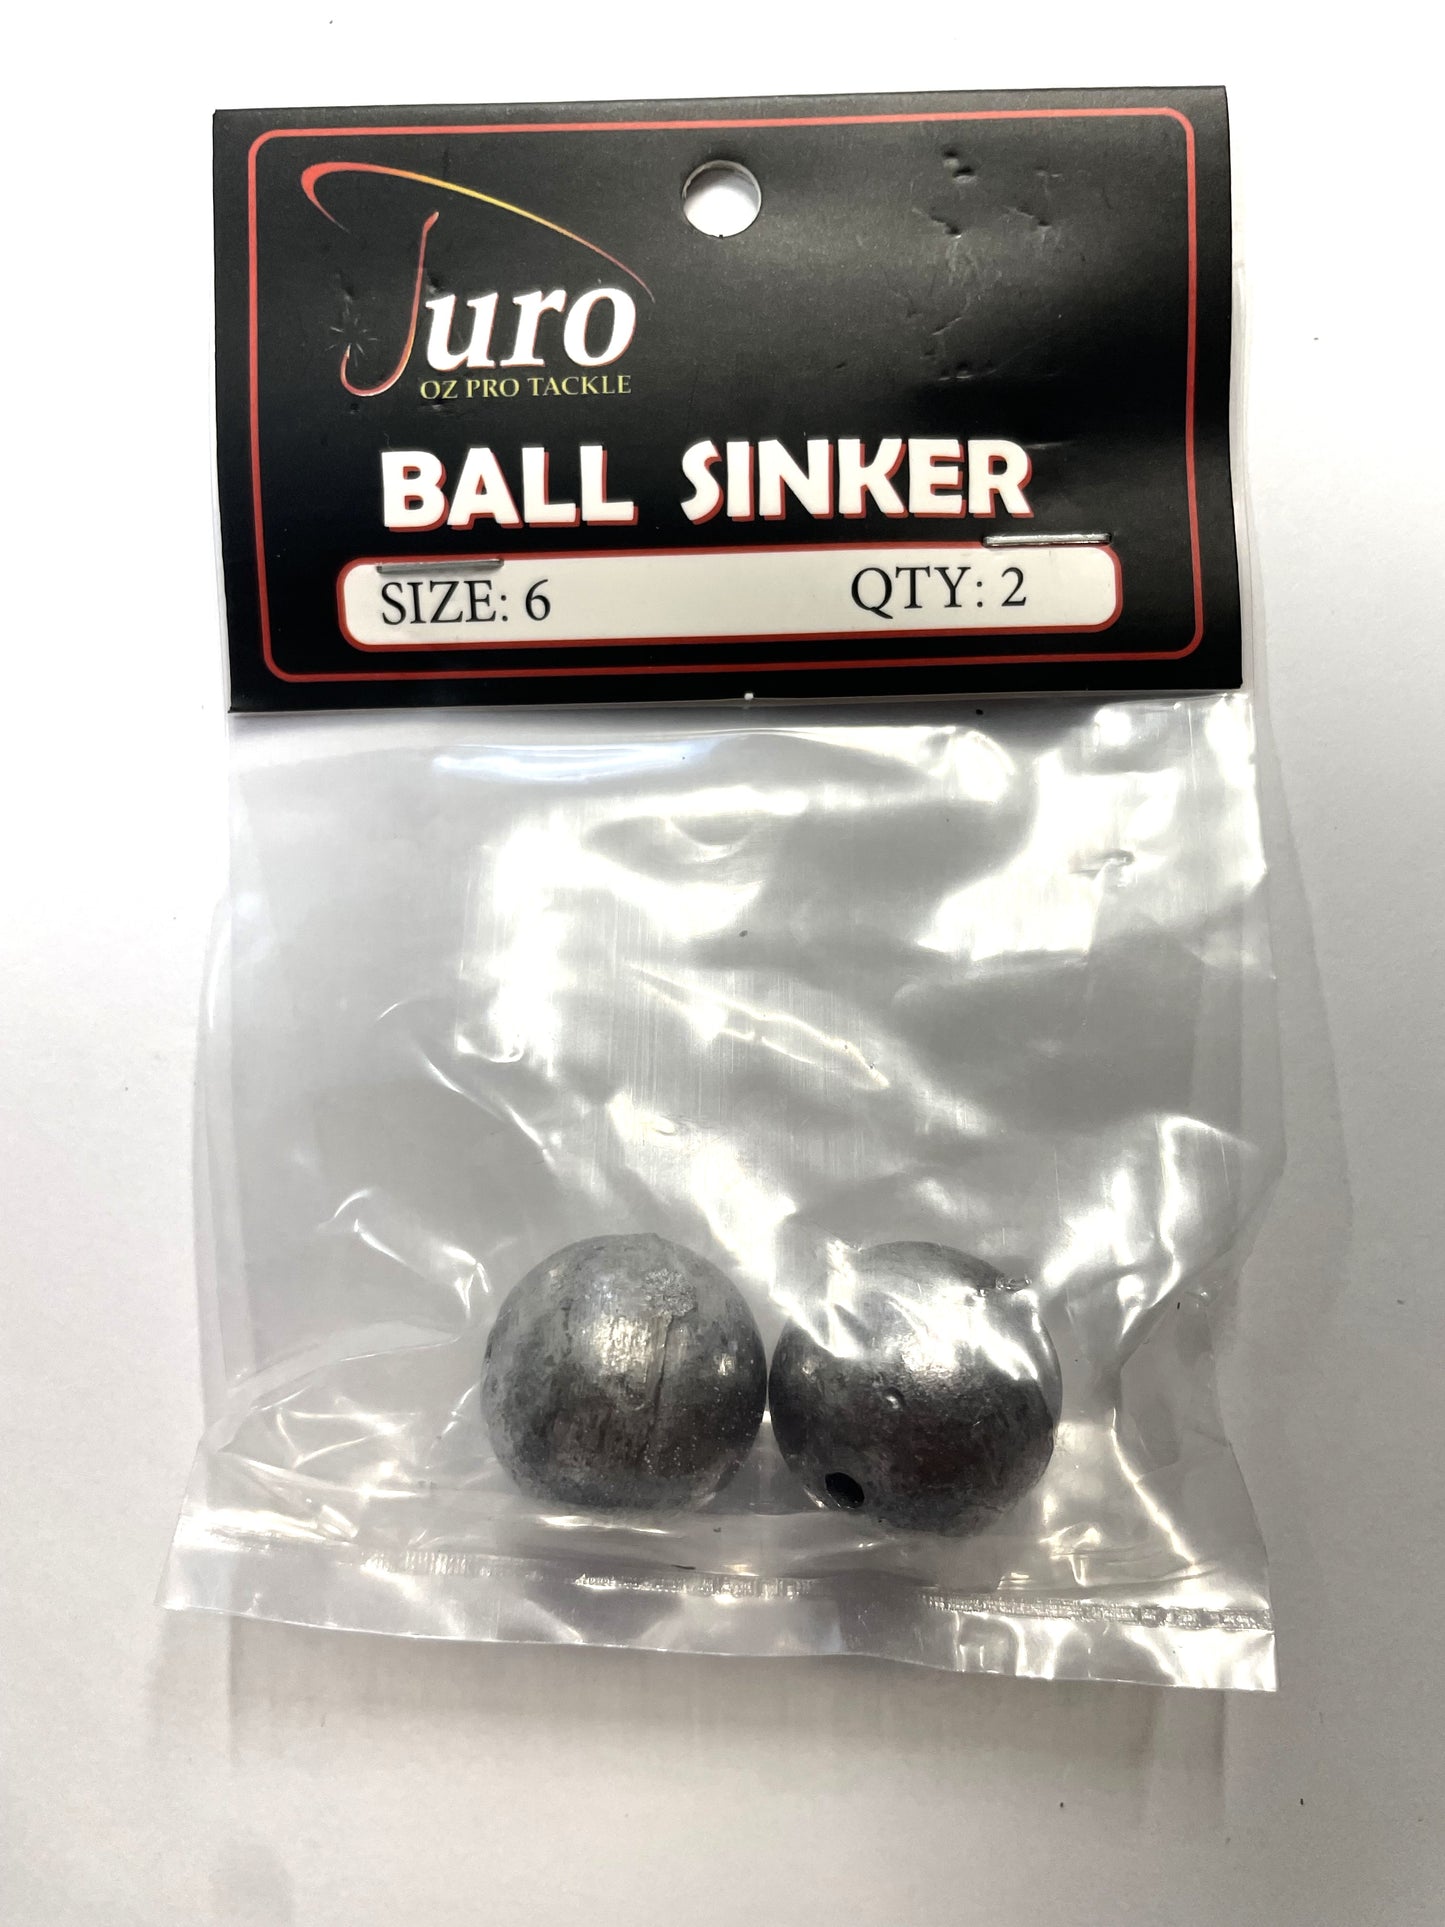 Juro
OZ PRO TACKLE
BALL SINKER
SIZE: 6 QTY: 2